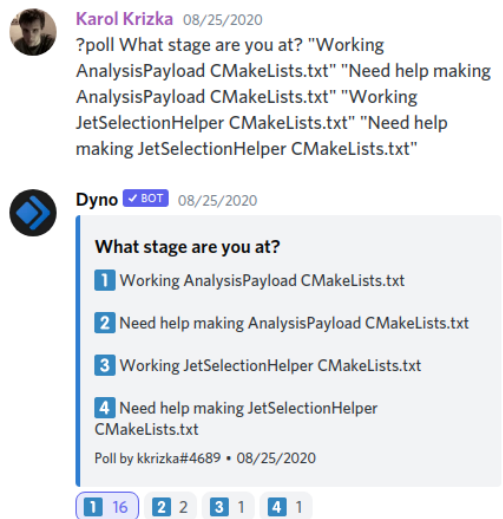 Karol Krizka 08/25/2020
?poll What stage are you at? "Working
AnalysisPayload CMakeLists.txt" "Need help making
AnalysisPayload CMakeLists.txt" "Working
JetSelectionHelper CMakeLists.txt" "Need help
making JetSelectionHelper CMakeLists.txt"
Dyno ✓ BOT 08/25/2020
What stage are you at?
1 Working AnalysisPayload CMakeLists.txt
2 Need help making AnalysisPayload CMakeLists.txt
3 Working JetSelectionHelper CMakeLists.txt
4 Need help making JetSelectionHelper
CMakeLists.txt
Poll by kkrizka#4689 • 08/25/2020
1 16 2 2 3 1 4 1